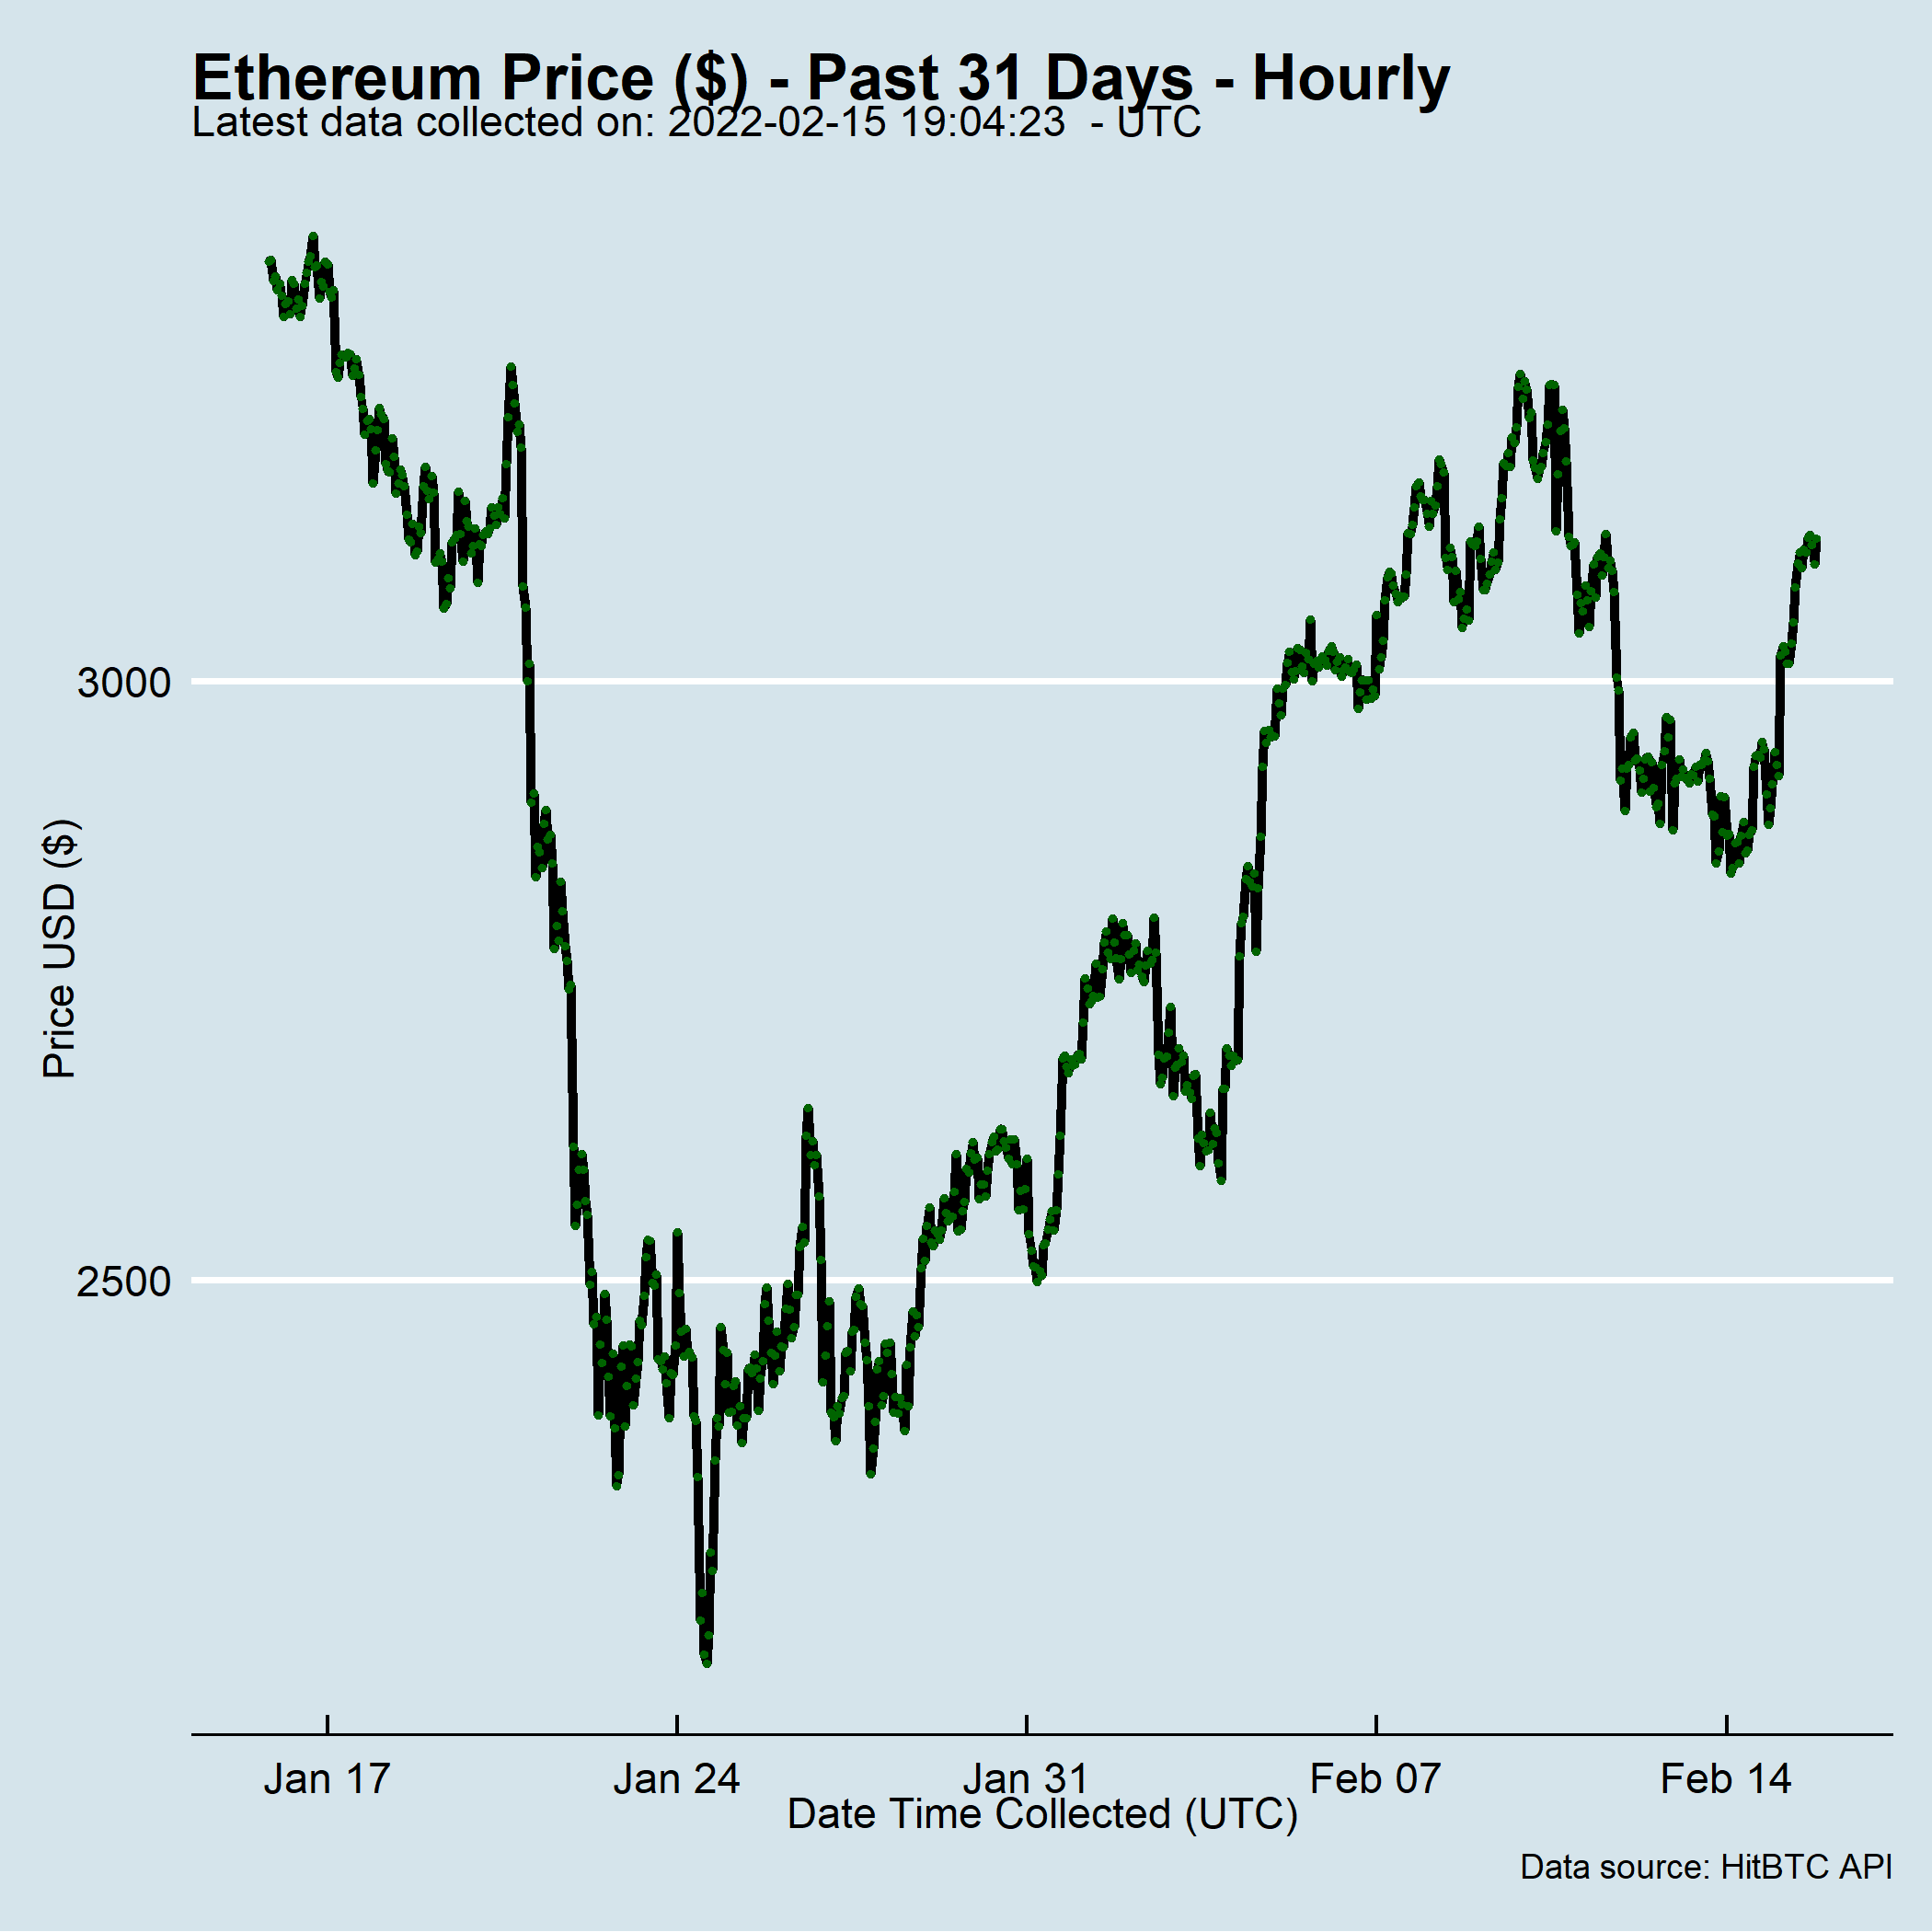 Ethereum Price ($) - Past 31 Days - Hourly
Latest data collected on: 2022-02-15 19:04:23  - UTC
3000
2500
Price USD ($)
Jan 17
Jan 24
Jan 31
Feb 07
Feb 14
Date Time Collected (UTC)
Data source: HitBTC API